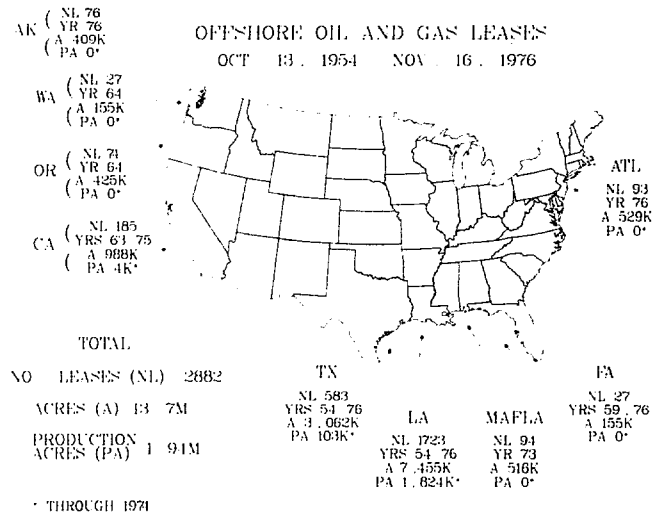 OFFSHORE OIL AND GAS LEASES
OCT 13, 1954 NOV. 16, 1976
AK ( NL 76
( YR 76
( A 409K
( PA 0*
WA ( NL 27
( YR 64
( A 155K
( PA 0*
OR ( NL 74
( YR 64
( A 425K
( PA 0*
CA ( NL 185
YRS 63 75
( A 988K
( PA 4K*
ATL
NL 93
YR 76
A 529K
PA 0*
TOTAL
NO LEASES (NL) 2882
ACRES (A) 13 7M
PRODUCTION
ACRES (PA) 1 94M
TX
NL 583
YRS 54 76
A 3,062K
PA 103K*
LA
NL 1723
YRS 54 76
A 7,455K
PA 1,824K*
MAFLA
NL 94
YR 73
A 516K
PA 0*
NL 27
YRS 59,76
A 155K
PA 0*
* THROUGH 1974